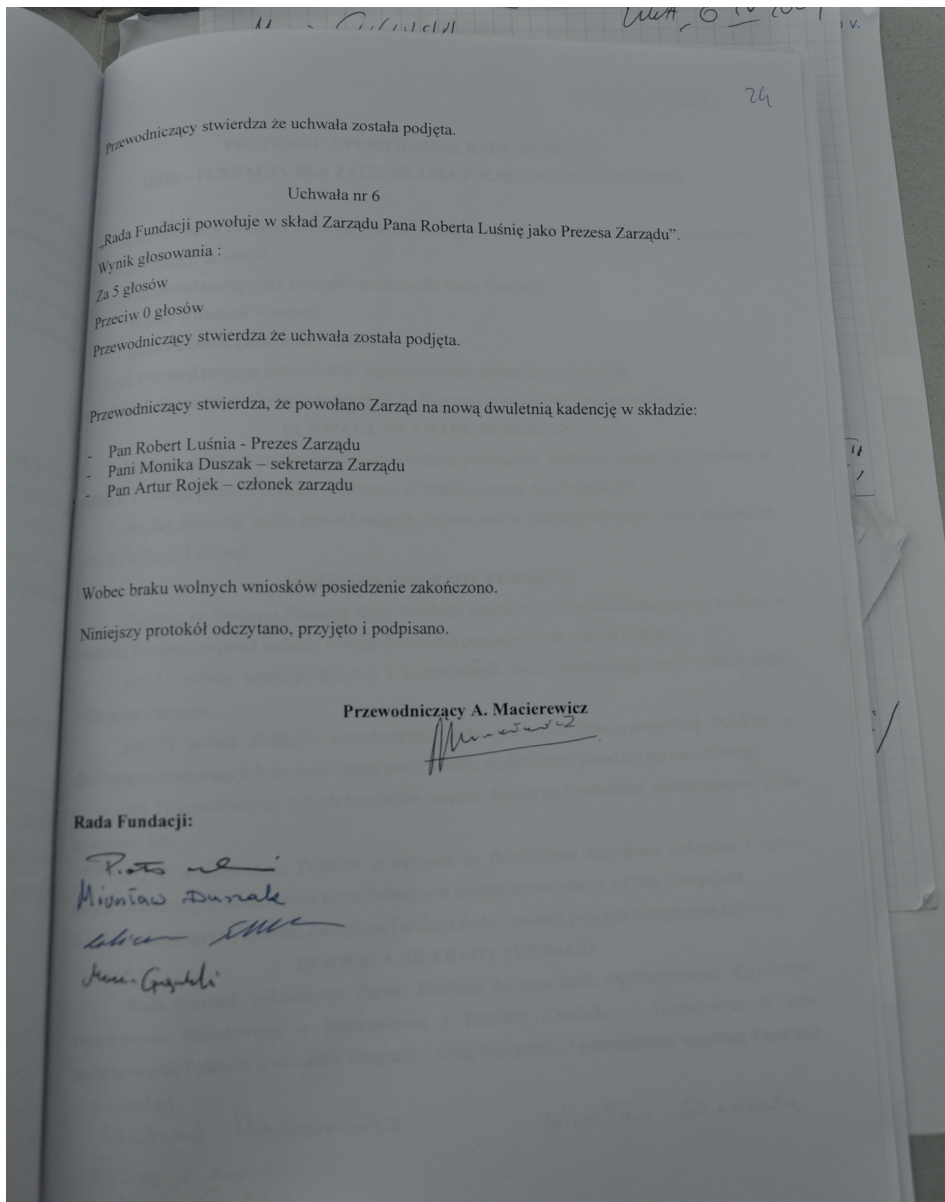 24
Przewodniczący stwierdza że uchwała została podjęta.
Uchwała nr 6
„Rada Fundacji powołuje w skład Zarządu Pana Roberta Luśnię jako Prezesa Zarządu”.
Wynik głosowania :
Za 5 głosów
Przeciw 0 głosów
Przewodniczący stwierdza że uchwała została podjęta.
Przewodniczący stwierdza, że powołano Zarząd na nową dwuletnią kadencję w składzie:
- Pan Robert Luśnia - Prezes Zarządu
- Pani Monika Duszak – sekretarza Zarządu
- Pan Artur Rojek – członek zarządu
Wobec braku wolnych wniosków posiedzenie zakończono.
Niniejszy protokół odczytano, przyjęto i podpisano.
Przewodniczący A. Macierewicz
Rada Fundacji:
Mirosław Duszak